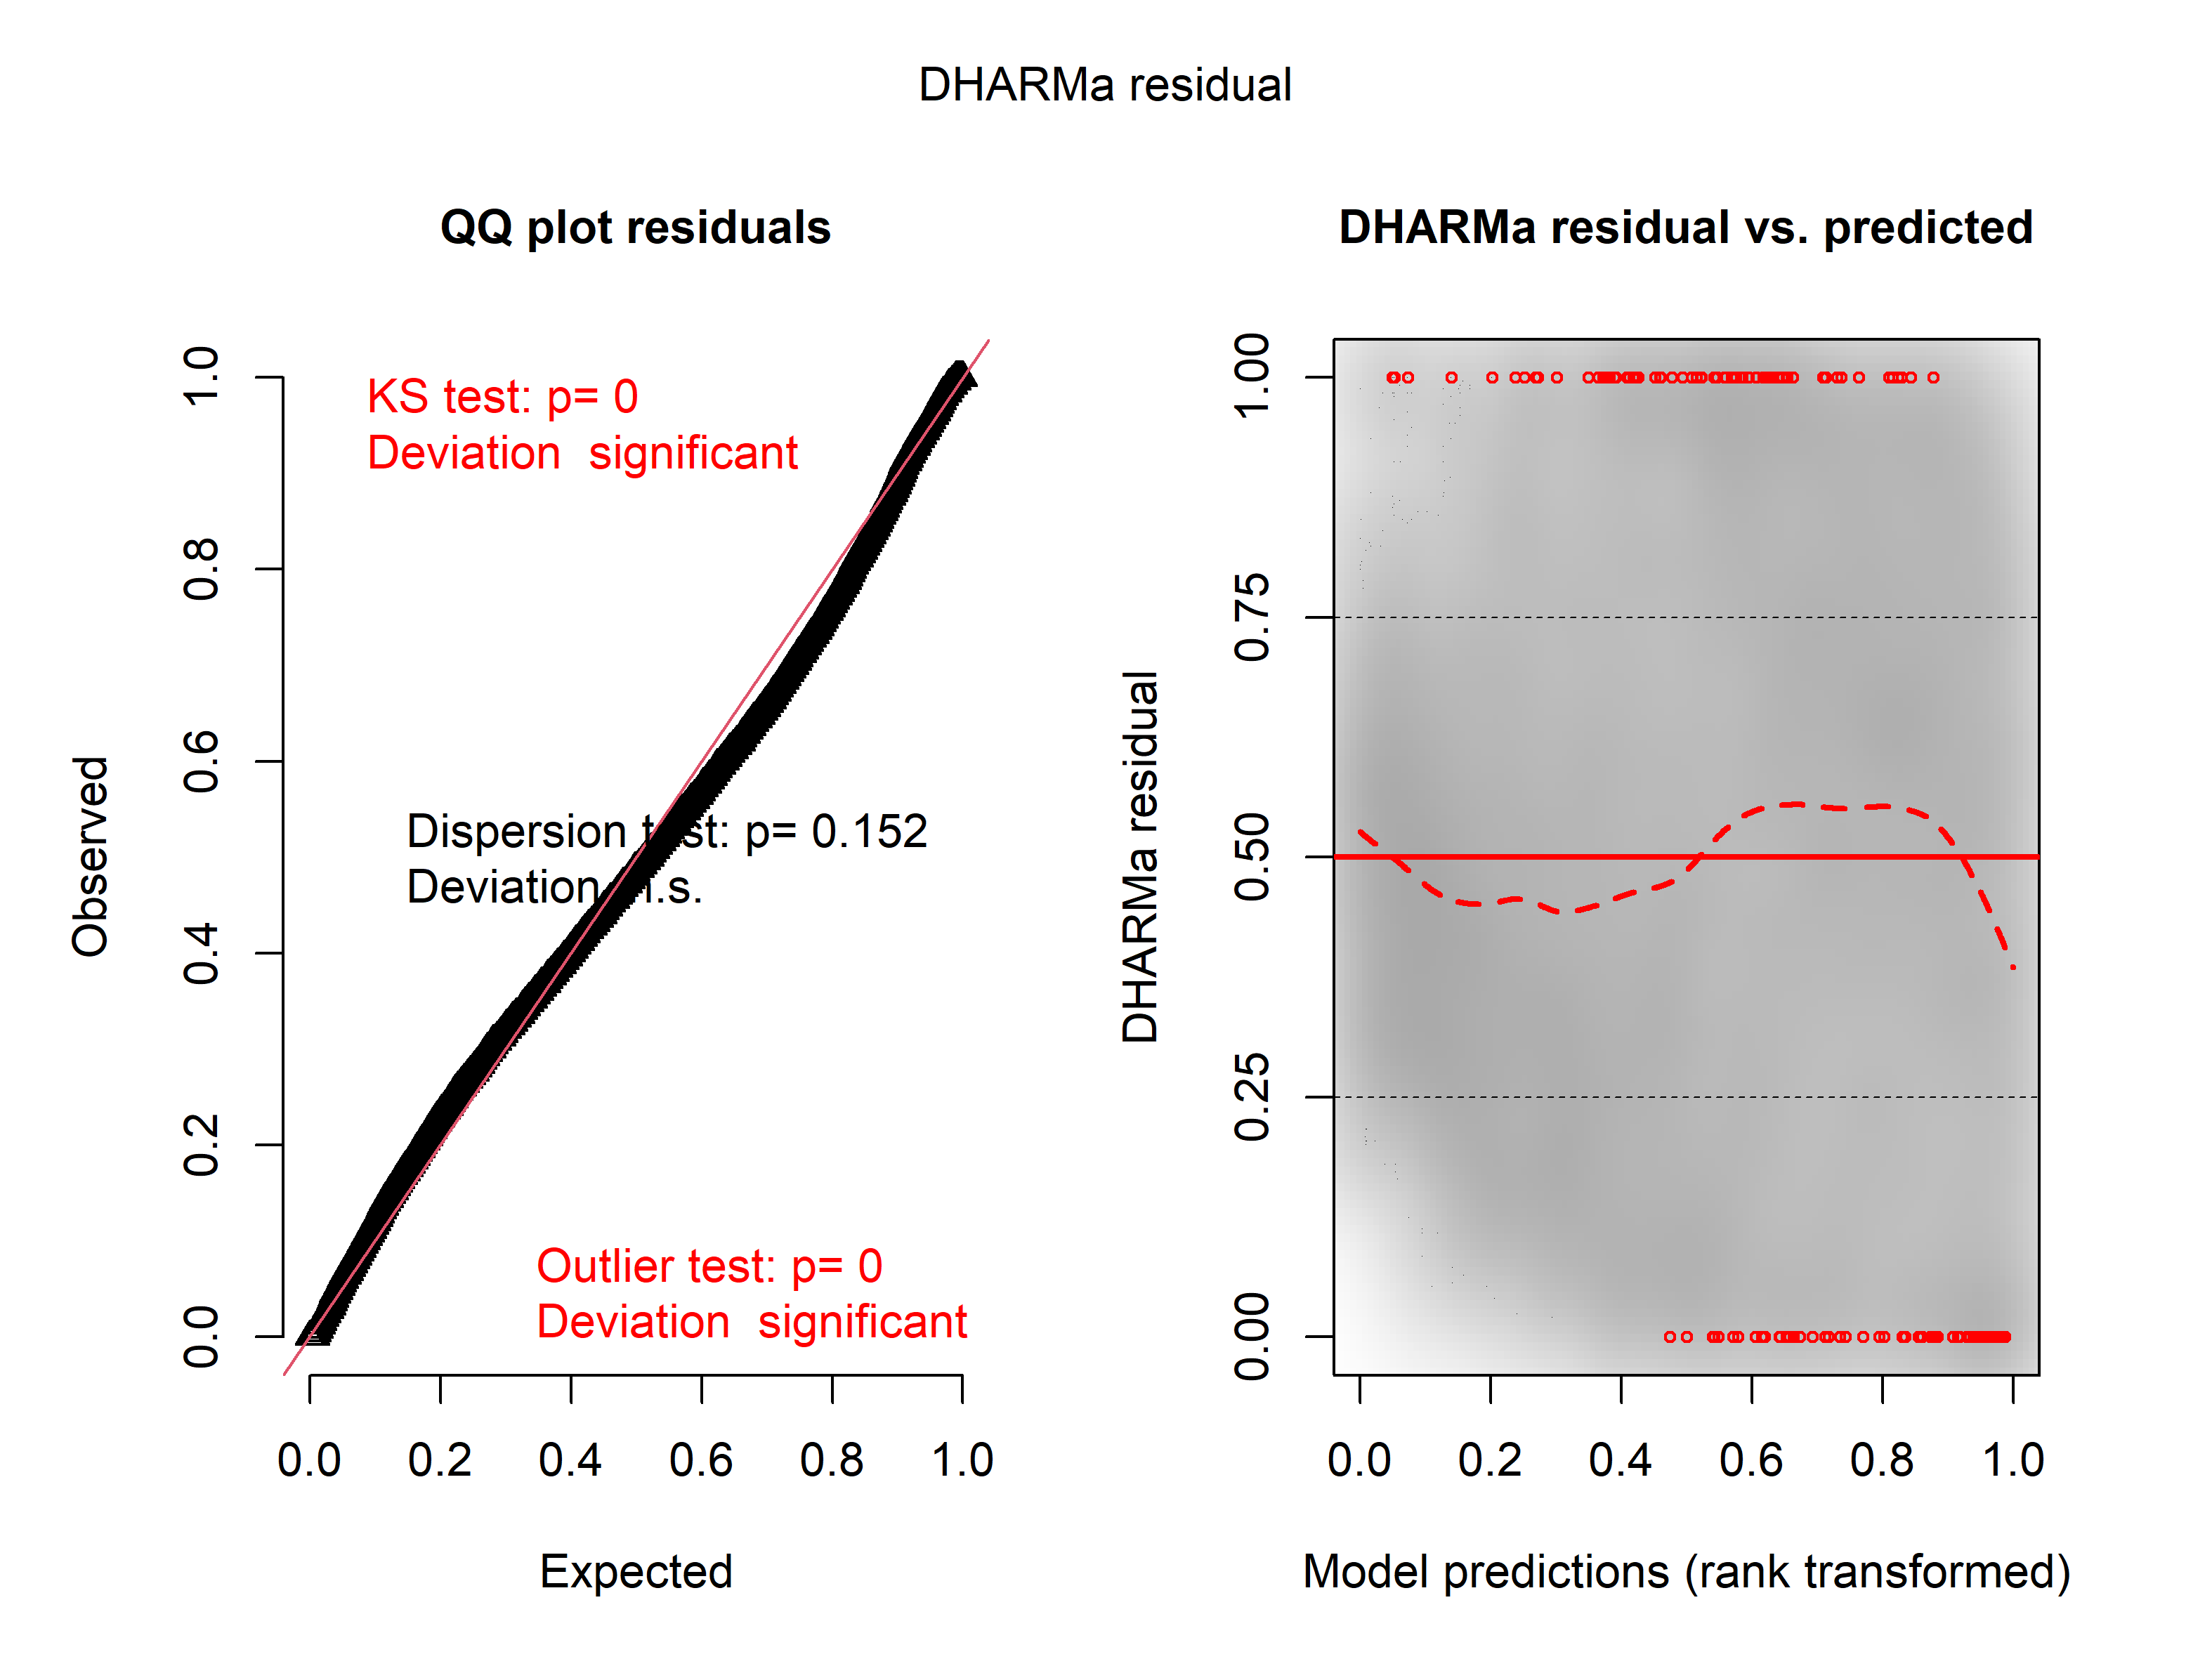 DHARMa residual
QQ plot residuals
KS test: p= 0
Deviation  significant
Dispersion test: p= 0.152
Deviation n.s.
Outlier test: p= 0
Deviation  significant
Observed
0.0 0.2 0.4 0.6 0.8 1.0
0.0 0.2 0.4 0.6 0.8 1.0
Expected
DHARMa residual vs. predicted
DHARMa residual
0.00 0.25 0.50 0.75 1.00
0.0 0.2 0.4 0.6 0.8 1.0
Model predictions (rank transformed)